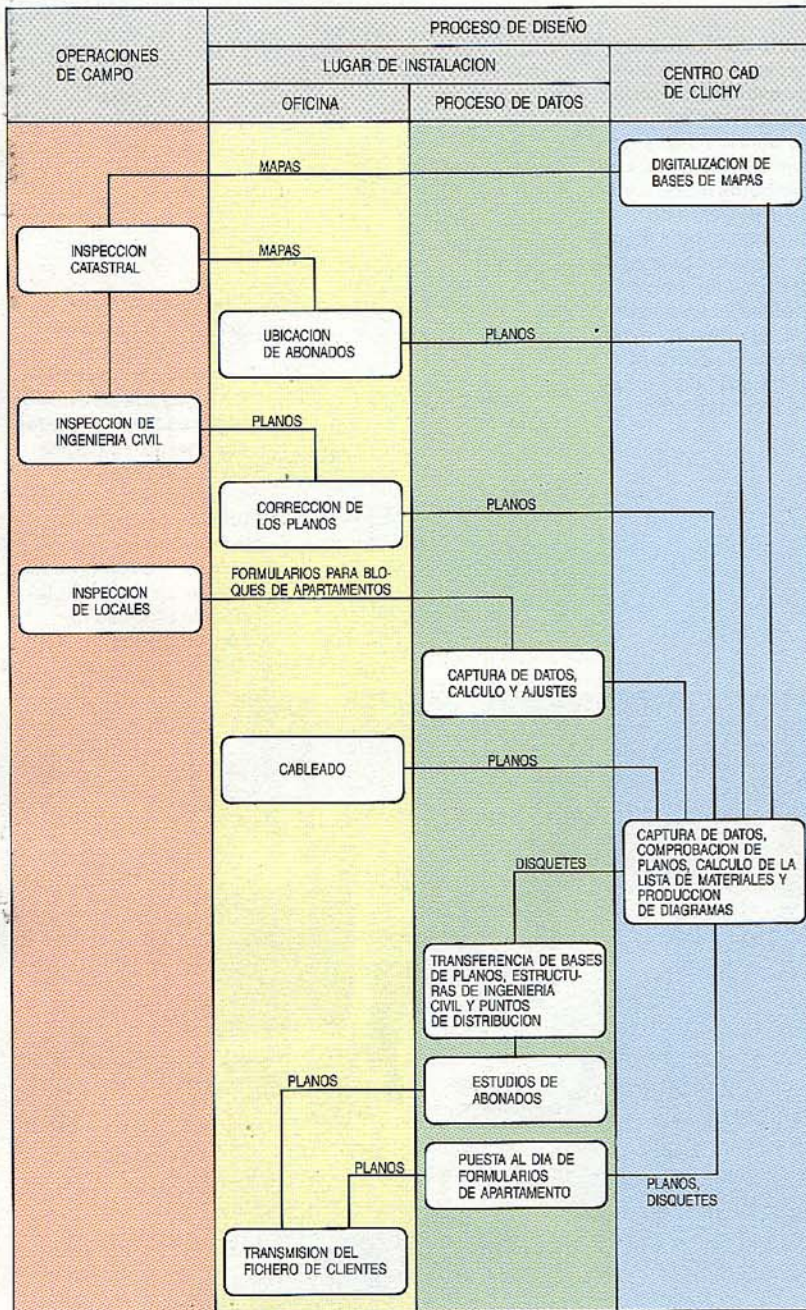 PROCESO DE DISEÑO
OPERACIONES
DE CAMPO
LUGAR DE INSTALACION
CENTRO CAD
DE CLICHY
OFICINA
PROCESO DE DATOS
MAPAS
DIGITALIZACION DE
BASES DE MAPAS
INSPECCION
CATASTRAL
MAPAS
UBICACION
DE ABONADOS
PLANOS
INSPECCION DE
INGENIERIA CIVIL
PLANOS
CORRECCION DE
LOS PLANOS
PLANOS
INSPECCION
DE LOCALES
FORMULARIOS PARA BLO-
QUES DE APARTAMENTOS
CAPTURA DE DATOS,
CALCULO Y AJUSTES
CABLEADO
PLANOS
CAPTURA DE DATOS,
COMPROBACION DE
PLANOS, CALCULO DE LA
LISTA DE MATERIALES Y
PRODUCCION
DE DIAGRAMAS
DISQUETES
TRANSFERENCIA DE BASES
DE PLANOS, ESTRUCTU-
RAS DE INGENIERIA
CIVIL Y PUNTOS
DE DISTRIBUCION
PLANOS
ESTUDIOS DE
ABONADOS
PLANOS
PUESTA AL DIA DE
FORMULARIOS
DE APARTAMENTO
PLANOS,
DISQUETES
TRANSMISION DEL
FICHERO DE CLIENTES